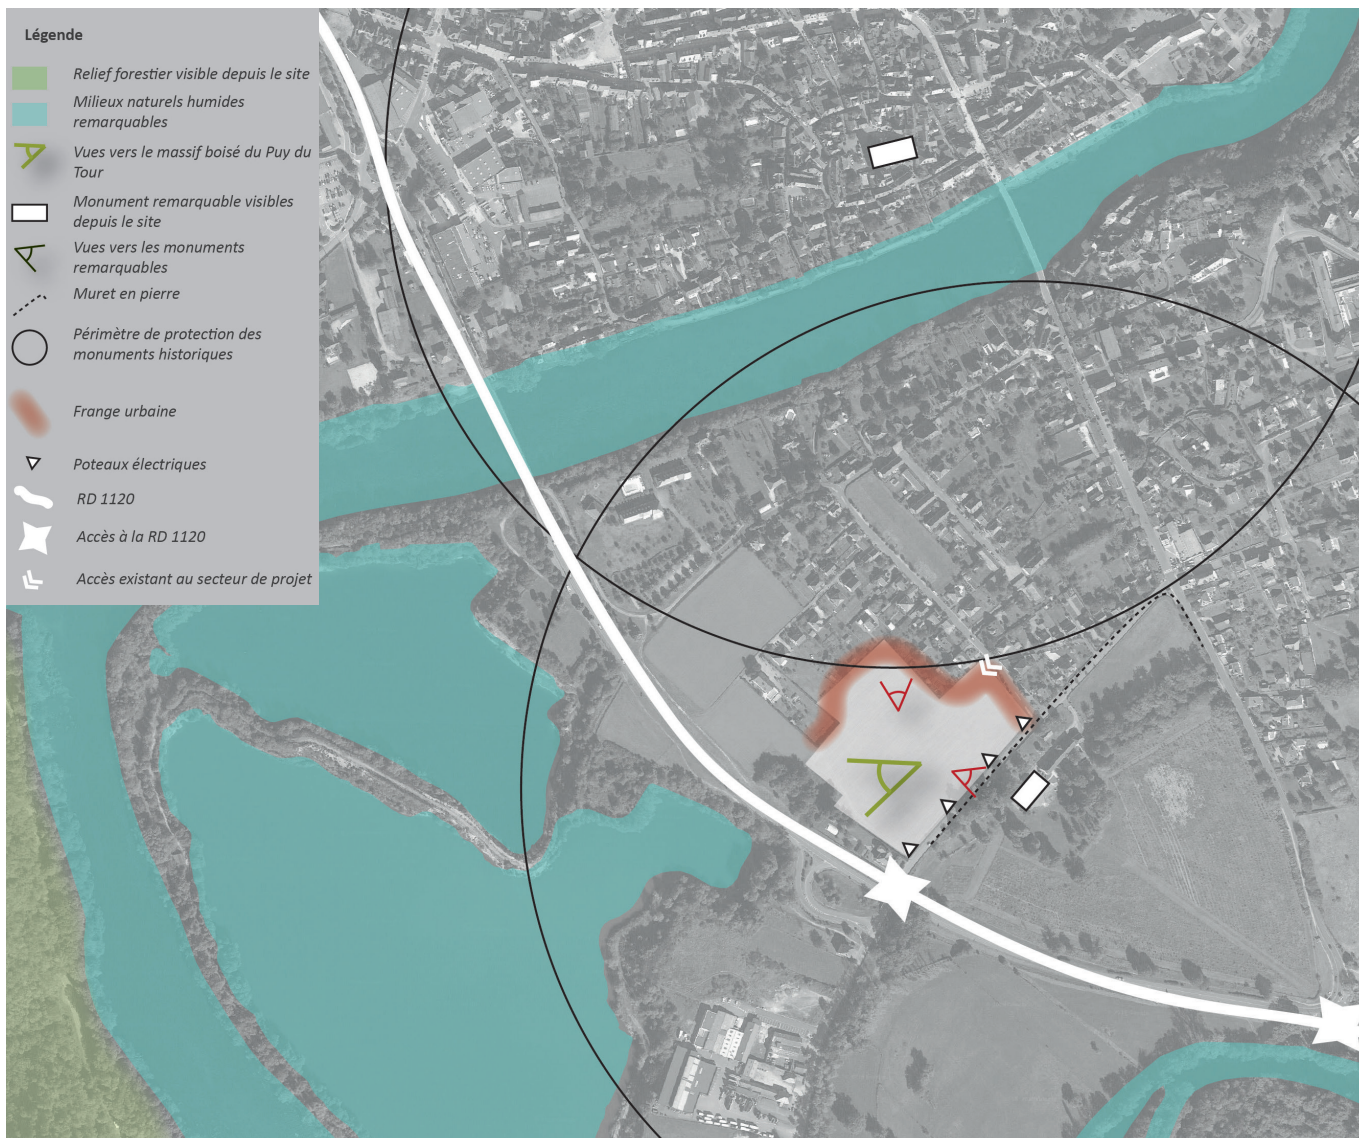 Légende
Relief forestier visible depuis le site
Milieux naturels humides
remarquables
Vues vers le massif boisé du Puy du
Tour
Monument remarquable visibles
depuis le site
Vues vers les monuments
remarquables
Muret en pierre
Périmètre de protection des
monuments historiques
Frange urbaine
Poteaux électriques
RD 1120
Accès à la RD 1120
Accès existant au secteur de projet